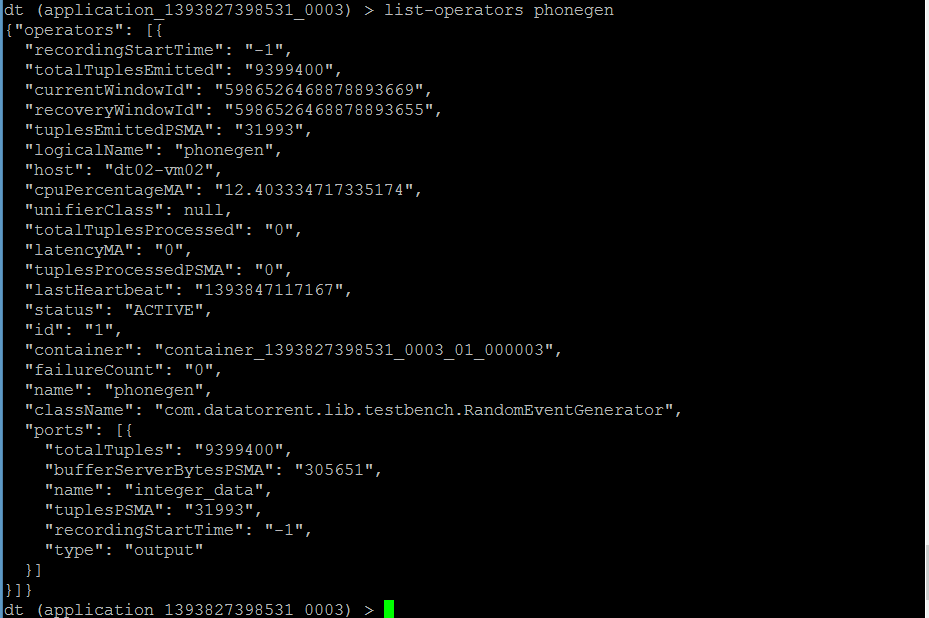 dt (application_1393827398531_0003) > list-operators phonegen
{"operators": [{
  "recordingStartTime": "-1",
  "totalTuplesEmitted": "9399400",
  "currentWindowId": "5986526468878893669",
  "recoveryWindowId": "5986526468878893655",
  "tuplesEmittedPSMA": "31993",
  "logicalName": "phonegen",
  "host": "dt02-vm02",
  "cpuPercentageMA": "12.403334717335174",
  "unifierClass": null,
  "totalTuplesProcessed": "0",
  "latencyMA": "0",
  "tuplesProcessedPSMA": "0",
  "lastHeartbeat": "1393847117167",
  "status": "ACTIVE",
  "id": "1",
  "container": "container_1393827398531_0003_01_000003",
  "failureCount": "0",
  "name": "phonegen",
  "className": "com.datatorrent.lib.testbench.RandomEventGenerator",
  "ports": [{
    "totalTuples": "9399400",
    "bufferServerBytesPSMA": "305651",
    "name": "integer_data",
    "tuplesPSMA": "31993",
    "recordingStartTime": "-1",
    "type": "output"
  }]
}]}
dt (application_1393827398531_0003) >